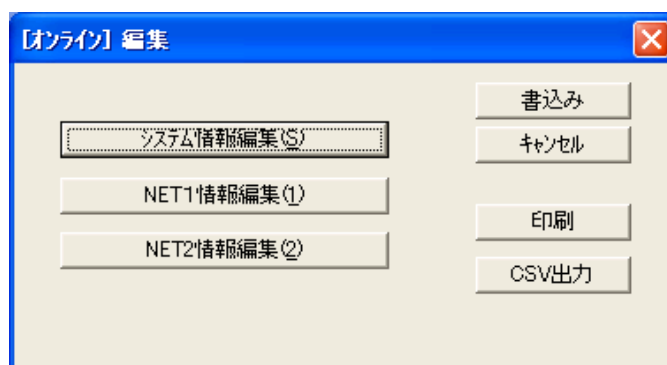 [オンライン] 編集
システム情報編集(S)
NET1情報編集(1)
NET2情報編集(2)
書込み
キャンセル
印刷
CSV出力